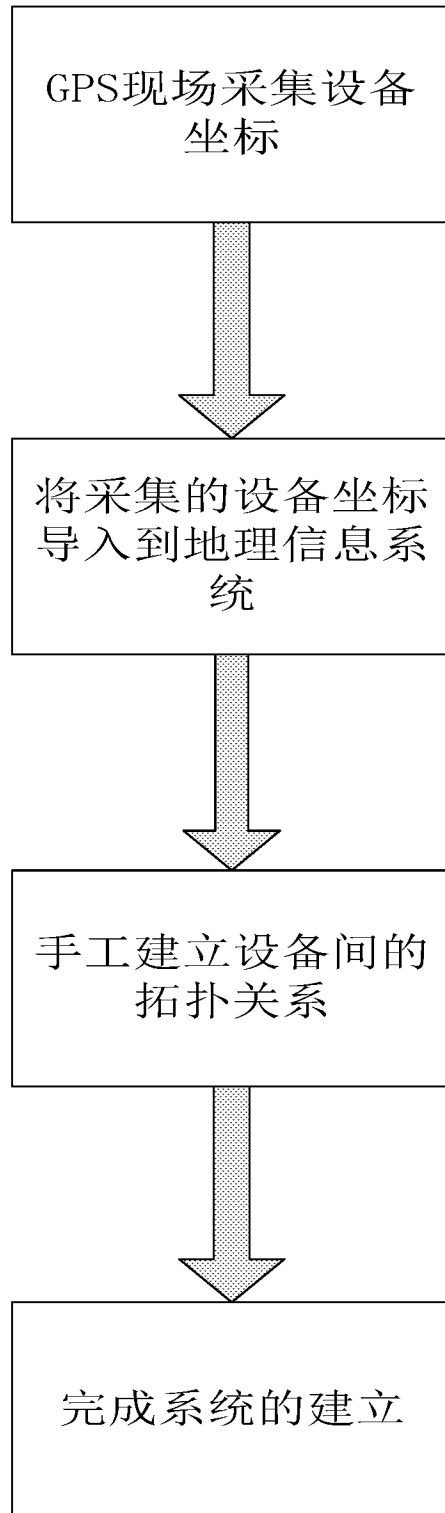 GPS现场采集设备
坐标
将采集的设备坐标
导入到地理信息系
统
手工建立设备间的
拓扑关系
完成系统的建立